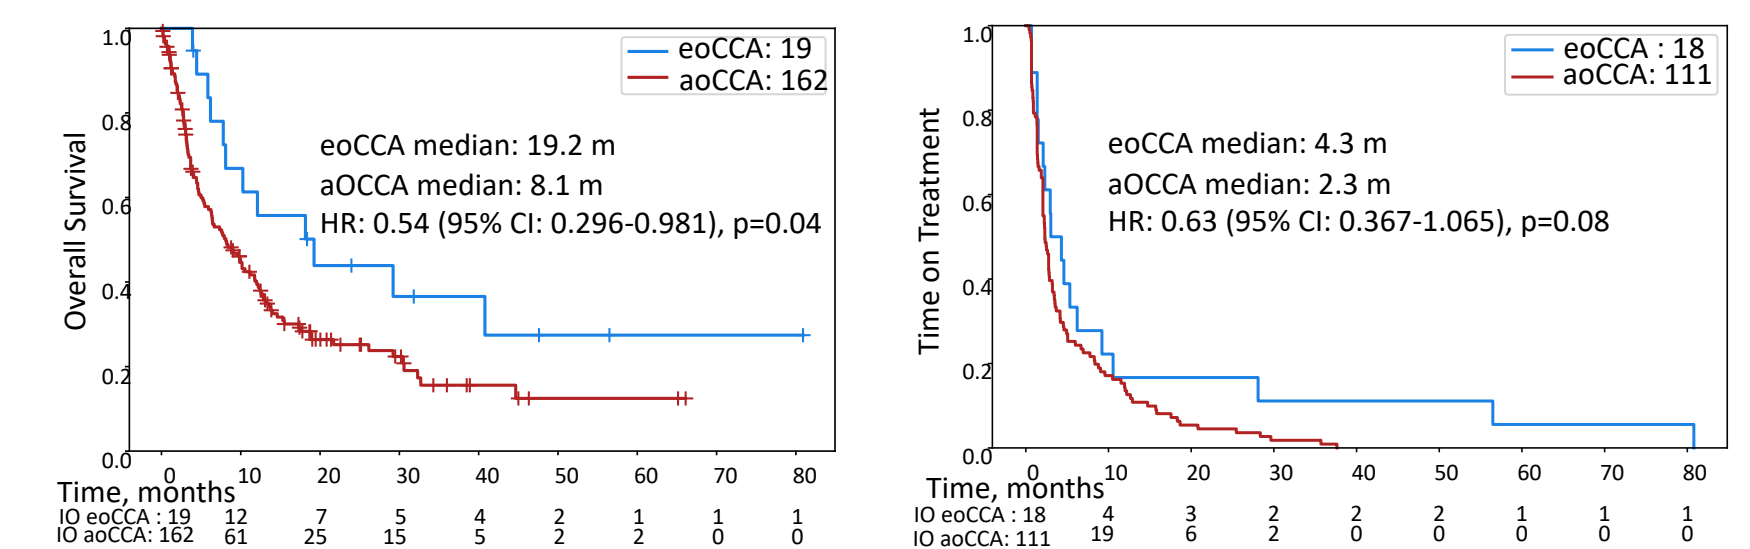 eoCCA: 19
aoCCA: 162
eoCCA median: 19.2 m
aOCCA median: 8.1 m
HR: 0.54 (95% CI: 0.296-0.981), p=0.04
Overall Survival
1.0
0.8
0.6
0.4
0.2
0.0
0 10 20 30 40 50 60 70 80
Time, months
IO eoCCA : 19 12 7 5 4 2 1 1 1
IO aoCCA: 162 61 25 15 5 2 2 0 0
eoCCA : 18
aoCCA: 111
eoCCA median: 4.3 m
aOCCA median: 2.3 m
HR: 0.63 (95% CI: 0.367-1.065), p=0.08
Time on Treatment
1.0
0.8
0.6
0.4
0.2
0.0
0 10 20 30 40 50 60 70 80
Time, months
IO eoCCA : 18 4 3 2 2 2 1 1 1
IO aoCCA: 111 19 6 2 0 0 0 0 0